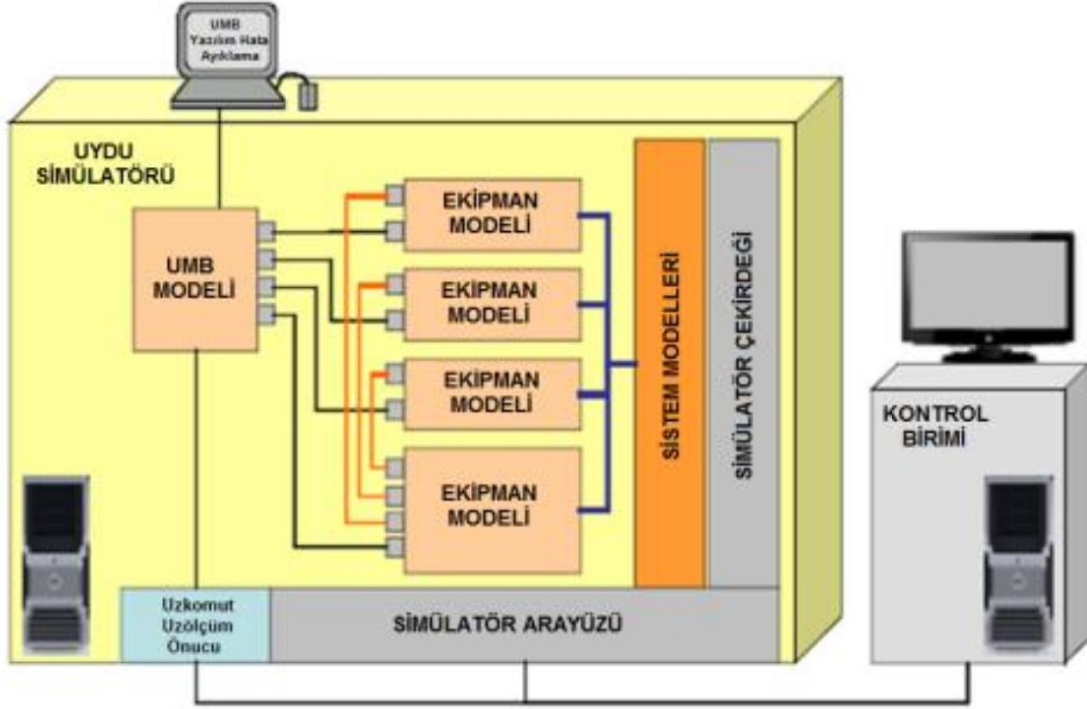 UMB
Yazılım Hata
Ayıklama
UYDU
SİMÜLATÖRÜ
UMB
MODELİ
EKİPMAN
MODELİ
EKİPMAN
MODELİ
EKİPMAN
MODELİ
EKİPMAN
MODELİ
SİSTEM MODELLERİ
SİMÜLATÖR ÇEKİRDEĞİ
KONTROL
BİRİMİ
Uzkomut
Uzölçüm
Önucu
SİMÜLATÖR ARAYÜZÜ